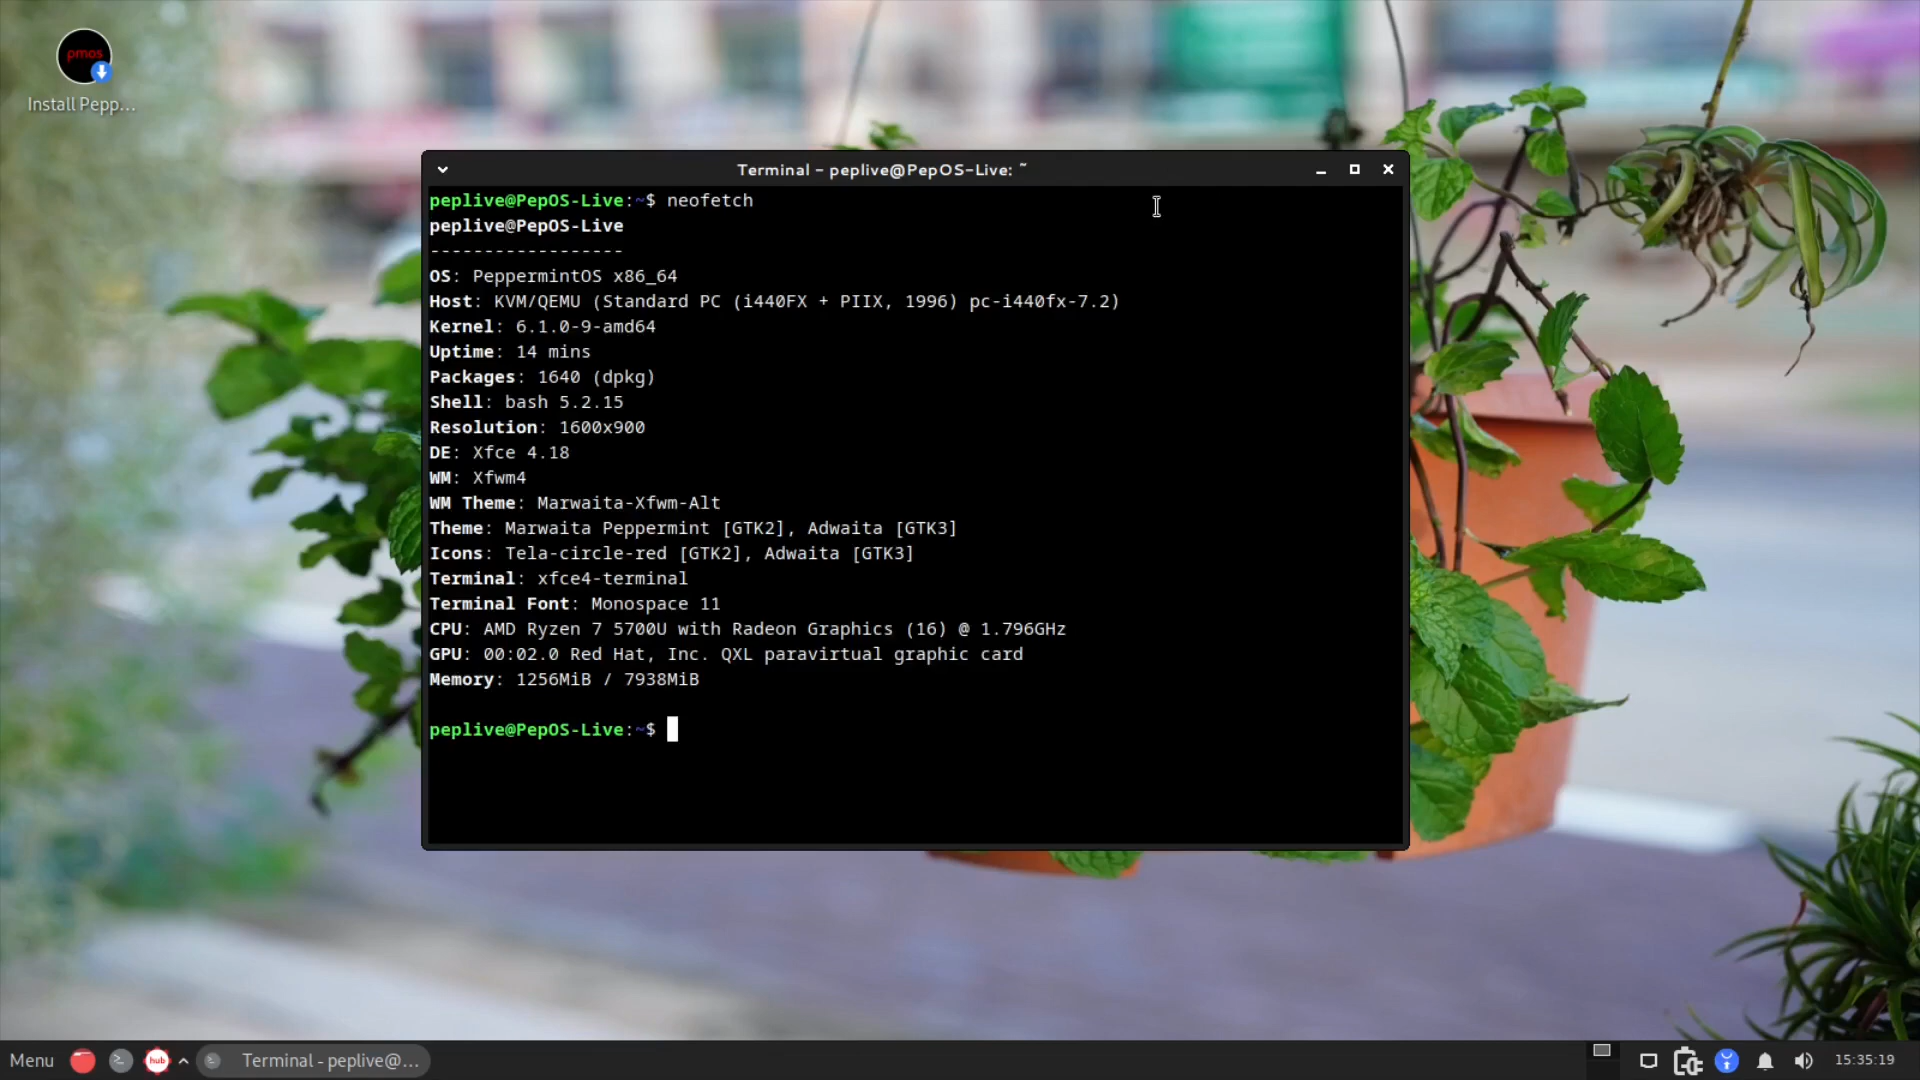 pmos
Install Pepp...
Terminal - peplive@PepOS-Live: ~
peplive@PepOS-Live:~$ neofetch
peplive@PepOS-Live
------------------
OS: PeppermintOS x86_64
Host: KVM/QEMU (Standard PC (i440FX + PIIX, 1996) pc-i440fx-7.2)
Kernel: 6.1.0-9-amd64
Uptime: 14 mins
Packages: 1640 (dpkg)
Shell: bash 5.2.15
Resolution: 1600x900
DE: Xfce 4.18
WM: Xfwm4
WM Theme: Marwaita-Xfwm-Alt
Theme: Marwaita Peppermint [GTK2], Adwaita [GTK3]
Icons: Tela-circle-red [GTK2], Adwaita [GTK3]
Terminal: xfce4-terminal
Terminal Font: Monospace 11
CPU: AMD Ryzen 7 5700U with Radeon Graphics (16) @ 1.796GHz
GPU: 00:02.0 Red Hat, Inc. QXL paravirtual graphic card
Memory: 1256MiB / 7938MiB
peplive@PepOS-Live:~$
Menu
hub
Terminal - peplive@...
15:35:19